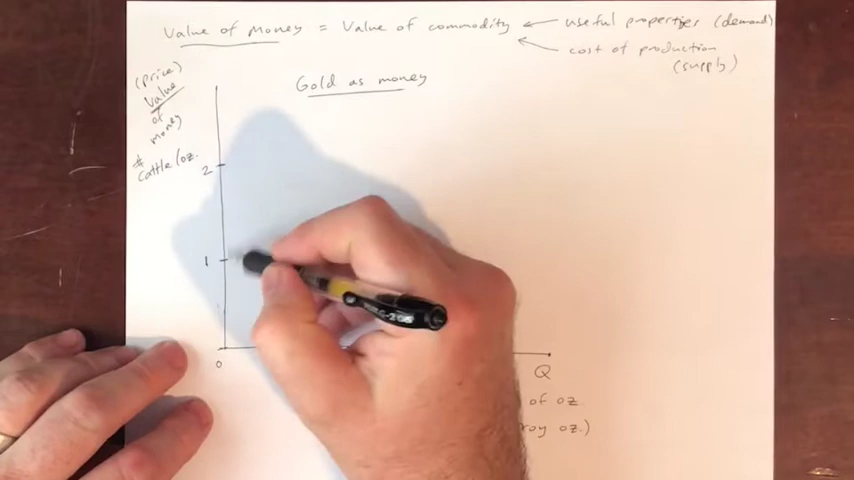 Value of Money = Value of commodity ← useful properties (demand)
← cost of production
(supply)
(price)
Value
of
money
Gold as money
# cattle/oz.
2
1
0
Q
of oz.
roy oz.)